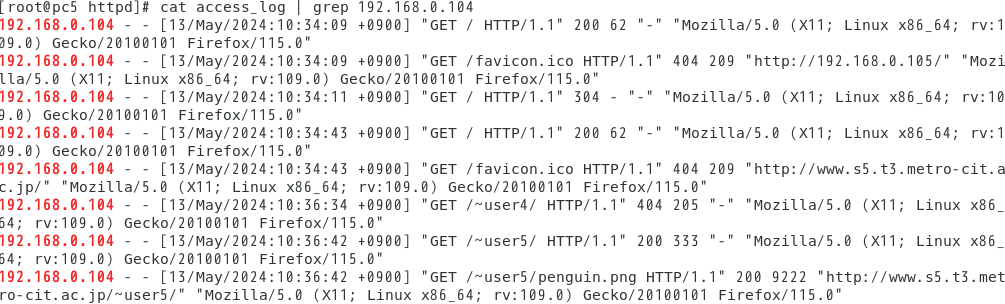 [root@pc5 httpd]# cat access_log | grep 192.168.0.104
192.168.0.104 - - [13/May/2024:10:34:09 +0900] "GET / HTTP/1.1" 200 62 "-" "Mozilla/5.0 (X11; Linux x86_64; rv:1
09.0) Gecko/20100101 Firefox/115.0"
192.168.0.104 - - [13/May/2024:10:34:09 +0900] "GET /favicon.ico HTTP/1.1" 404 209 "http://192.168.0.105/" "Mozi
lla/5.0 (X11; Linux x86_64; rv:109.0) Gecko/20100101 Firefox/115.0"
192.168.0.104 - - [13/May/2024:10:34:11 +0900] "GET / HTTP/1.1" 304 - "-" "Mozilla/5.0 (X11; Linux x86_64; rv:10
9.0) Gecko/20100101 Firefox/115.0"
192.168.0.104 - - [13/May/2024:10:34:43 +0900] "GET / HTTP/1.1" 200 62 "-" "Mozilla/5.0 (X11; Linux x86_64; rv:1
09.0) Gecko/20100101 Firefox/115.0"
192.168.0.104 - - [13/May/2024:10:34:43 +0900] "GET /favicon.ico HTTP/1.1" 404 209 "http://www.s5.t3.metro-cit.a
c.jp/" "Mozilla/5.0 (X11; Linux x86_64; rv:109.0) Gecko/20100101 Firefox/115.0"
192.168.0.104 - - [13/May/2024:10:36:34 +0900] "GET /~user4/ HTTP/1.1" 404 205 "-" "Mozilla/5.0 (X11; Linux x86_
64; rv:109.0) Gecko/20100101 Firefox/115.0"
192.168.0.104 - - [13/May/2024:10:36:42 +0900] "GET /~user5/ HTTP/1.1" 200 333 "-" "Mozilla/5.0 (X11; Linux x86_
64; rv:109.0) Gecko/20100101 Firefox/115.0"
192.168.0.104 - - [13/May/2024:10:36:42 +0900] "GET /~user5/penguin.png HTTP/1.1" 200 9222 "http://www.s5.t3.met
ro-cit.ac.jp/~user5/" "Mozilla/5.0 (X11; Linux x86_64; rv:109.0) Gecko/20100101 Firefox/115.0"